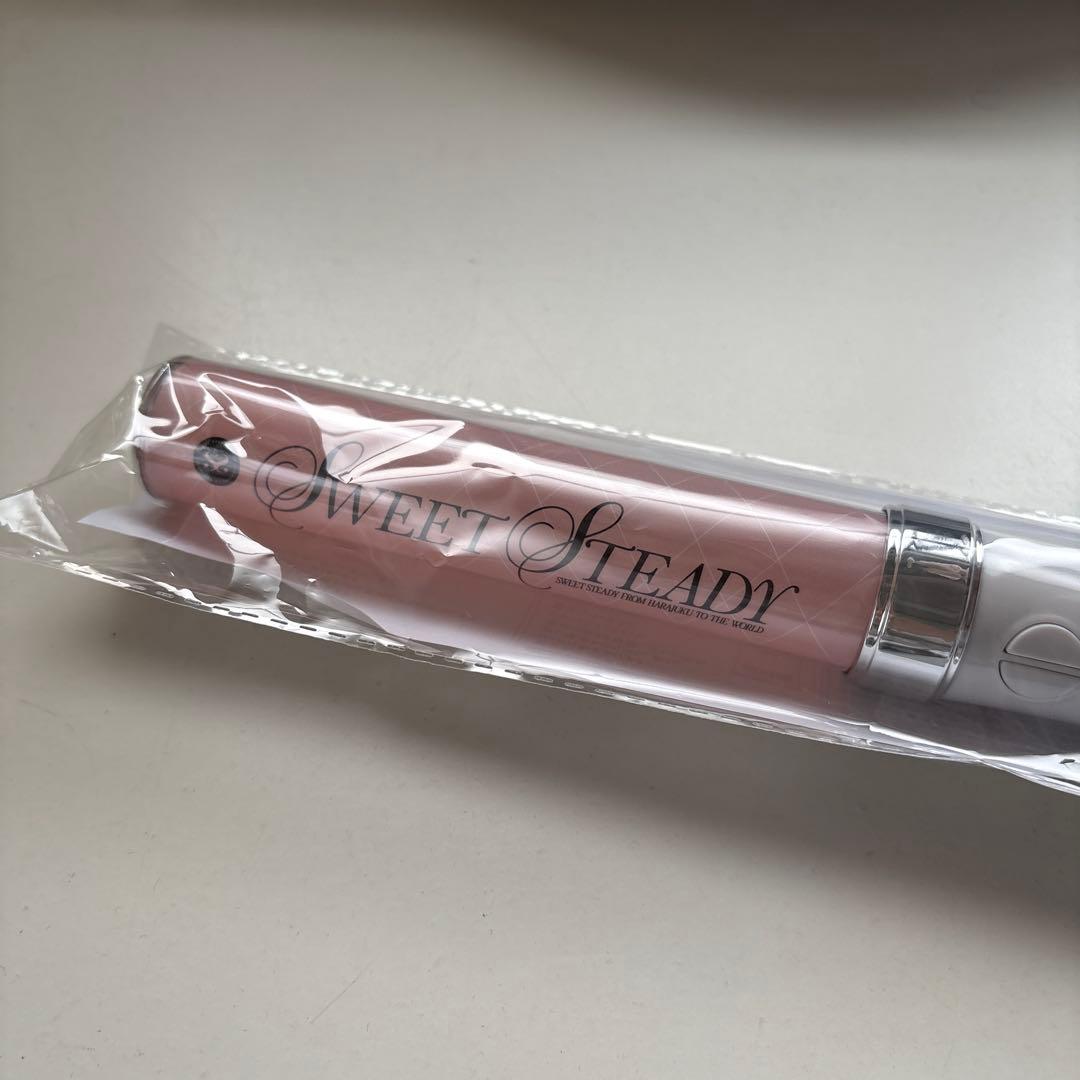 SWEET STEADY
SWEET STEADY FROM HARAJUKU TO THE WORLD